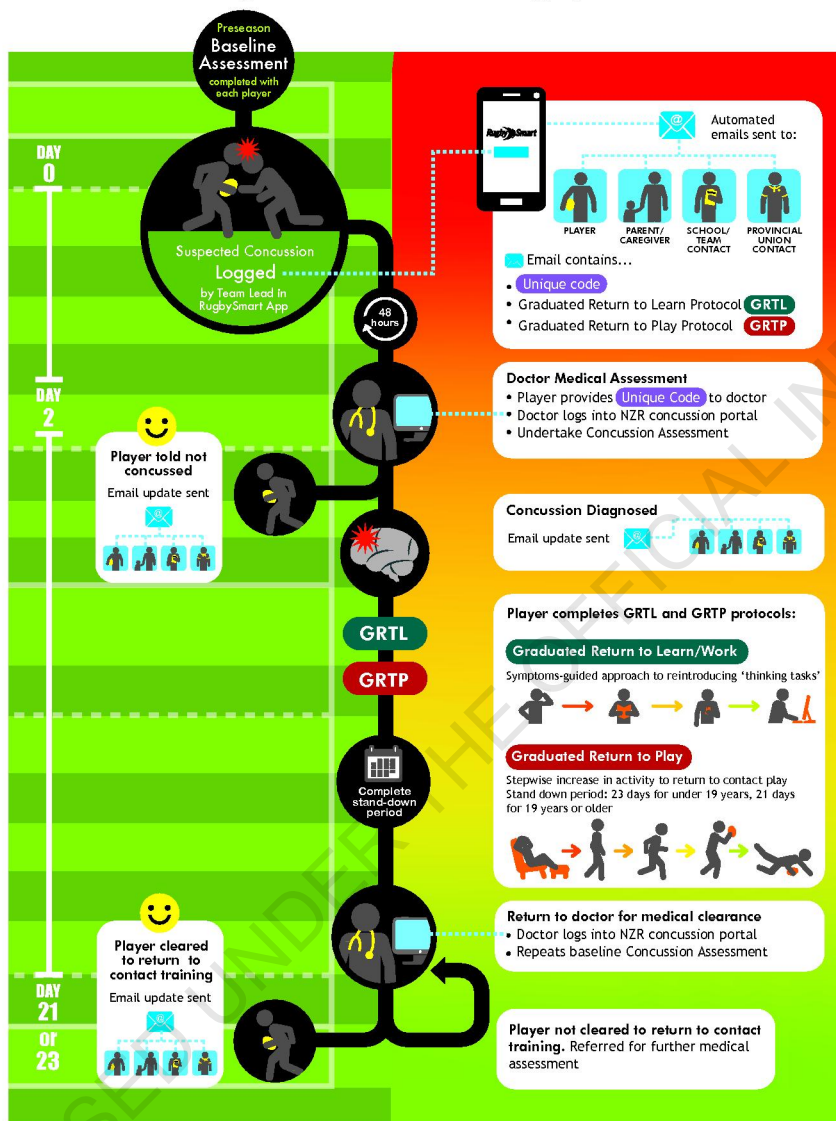 Preseason
Baseline
Assessment
completed with
each player
DAY
0
Suspected Concussion
Logged
by Team Lead in
RugbySmart App
RugbySmart
@
Automated
emails sent to:
PLAYER
PARENT/
CAREGIVER
SCHOOL/
TEAM
CONTACT
PROVINCIAL
UNION
CONTACT
Email contains...
• Unique code
• Graduated Return to Learn Protocol GRTL
• Graduated Return to Play Protocol GRTP
48
hours
DAY
2
Doctor Medical Assessment
• Player provides Unique Code to doctor
• Doctor logs into NZR concussion portal
• Undertake Concussion Assessment
Player told not
concussed
Email update sent
@
Concussion Diagnosed
Email update sent
@
GRTL
GRTP
Player completes GRTL and GRTP protocols:
Graduated Return to Learn/Work
Symptoms-guided approach to reintroducing ‘thinking tasks’
Graduated Return to Play
Stepwise increase in activity to return to contact play
Stand down period: 23 days for under 19 years, 21 days
for 19 years or older
Complete
stand-down
period
Return to doctor for medical clearance
• Doctor logs into NZR concussion portal
• Repeats baseline Concussion Assessment
Player cleared
to return to
contact training
Email update sent
@
DAY
21
or
23
Player not cleared to return to contact
training. Referred for further medical
assessment
SED UNDER THE OFFICIAL IN